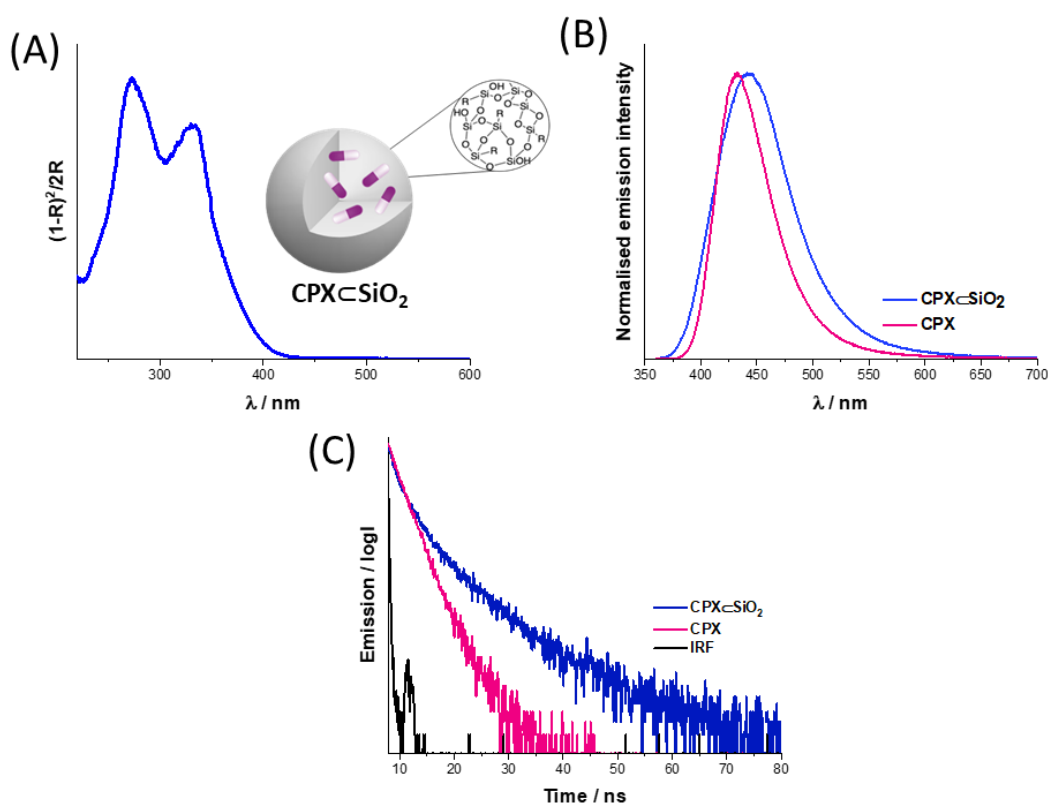 (A)
(1-R)²/2R
300
400
500
600
λ / nm
CPX⊂SiO₂
OH
Si
O
R
HO
SiOH
(B)
Normalised emission intensity
CPX⊂SiO₂
CPX
350
400
450
500
550
600
650
700
λ / nm
(C)
Emission / logI
CPX⊂SiO₂
CPX
IRF
10
20
30
40
50
60
70
80
Time / ns